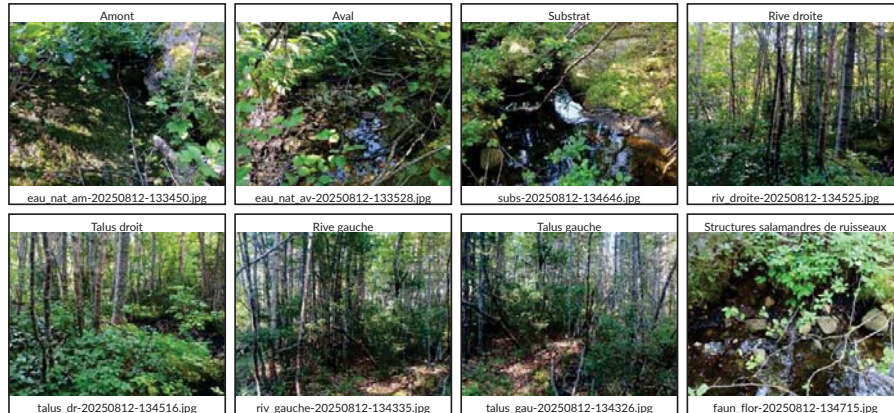 Amont
Aval
Substrat
Rive droite
eau_nat_am-20250812-133450.jpg
eau_nat_av-20250812-133528.jpg
subs-20250812-134646.jpg
riv_droite-20250812-134525.jpg
Talus droit
Rive gauche
Talus gauche
Structures salamandres de ruisseaux
talus_dr-20250812-134516.jpg
riv_gauche-20250812-134335.jpg
talus_gau-20250812-134326.jpg
faun_flor-20250812-134715.jpg